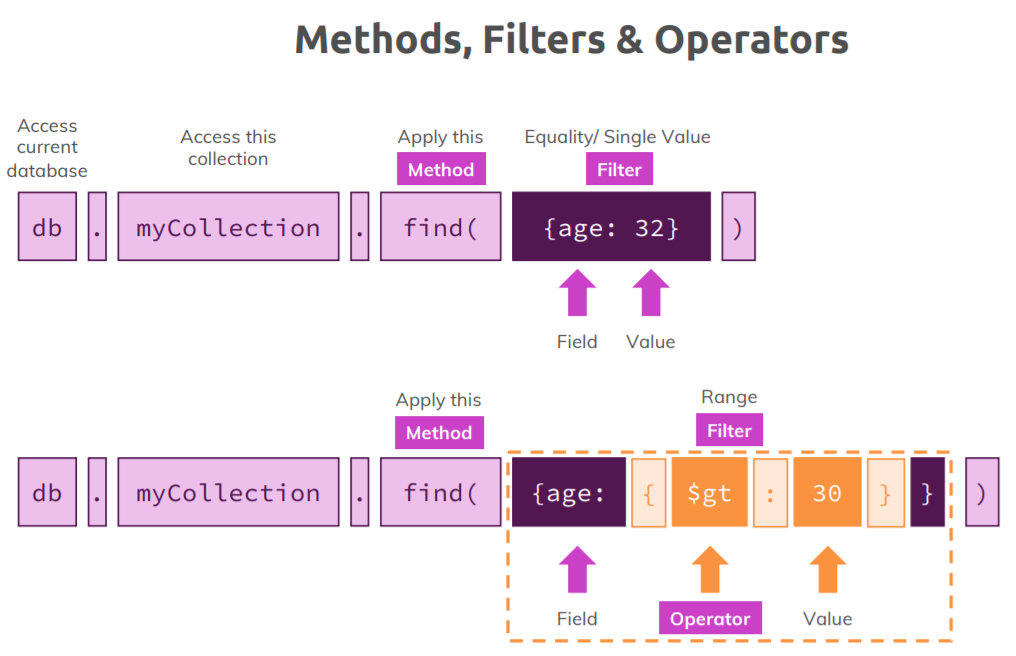 Methods, Filters & Operators
Access
current
database
Access this
collection
Apply this
Method
Equality/ Single Value
Filter
db . myCollection . find( {age: 32} )
Field Value
Apply this
Method
Range
Filter
db . myCollection . find( {age: { $gt : 30 } } )
Field Operator Value